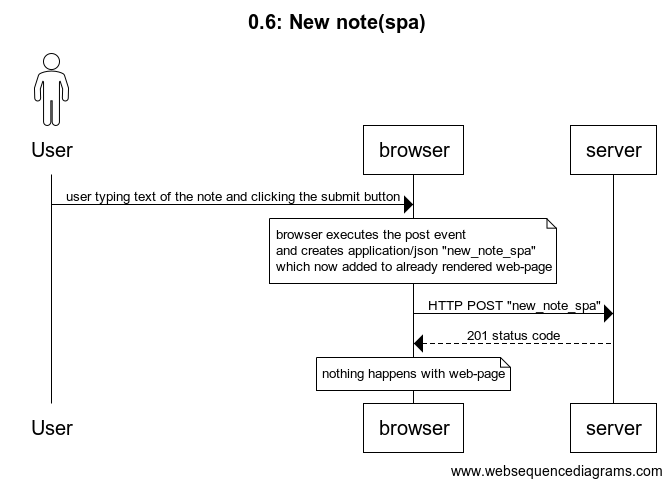 0.6: New note(spa)
User
browser
server
user typing text of the note and clicking the submit button
browser executes the post event
and creates application/json "new_note_spa"
which now added to already rendered web-page
HTTP POST "new_note_spa"
201 status code
nothing happens with web-page
User
browser
server
www.websequencediagrams.com